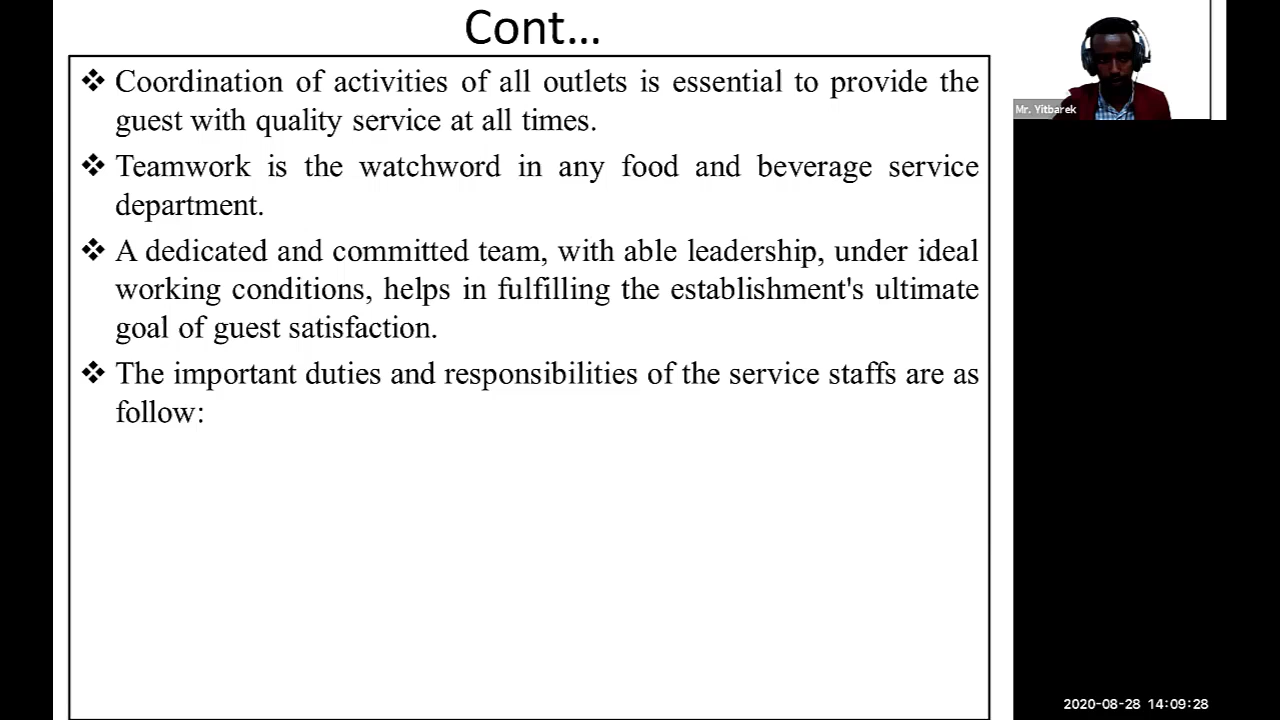 Cont...
❖ Coordination of activities of all outlets is essential to provide the
guest with quality service at all times.
❖ Teamwork is the watchword in any food and beverage service
department.
❖ A dedicated and committed team, with able leadership, under ideal
working conditions, helps in fulfilling the establishment's ultimate
goal of guest satisfaction.
❖ The important duties and responsibilities of the service staffs are as
follow:
Mr. Yitbarek
2020-08-28 14:09:28